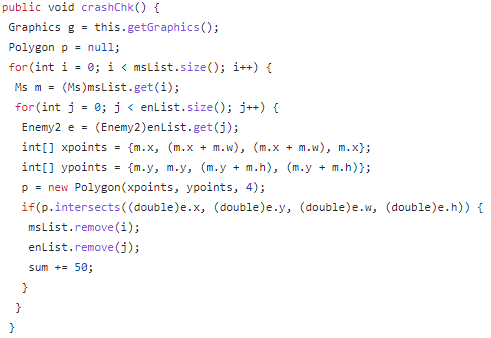 public void crashChk() {
Graphics g = this.getGraphics();
Polygon p = null;
for(int i = 0; i < msList.size(); i++) {
Ms m = (Ms)msList.get(i);
for(int j = 0; j < enList.size(); j++) {
Enemy2 e = (Enemy2)enList.get(j);
int[] xpoints = {m.x, (m.x + m.w), (m.x + m.w), m.x};
int[] ypoints = {m.y, m.y, (m.y + m.h), (m.y + m.h)};
p = new Polygon(xpoints, ypoints, 4);
if(p.intersects((double)e.x, (double)e.y, (double)e.w, (double)e.h)) {
msList.remove(i);
enList.remove(j);
sum += 50;
}
}
}